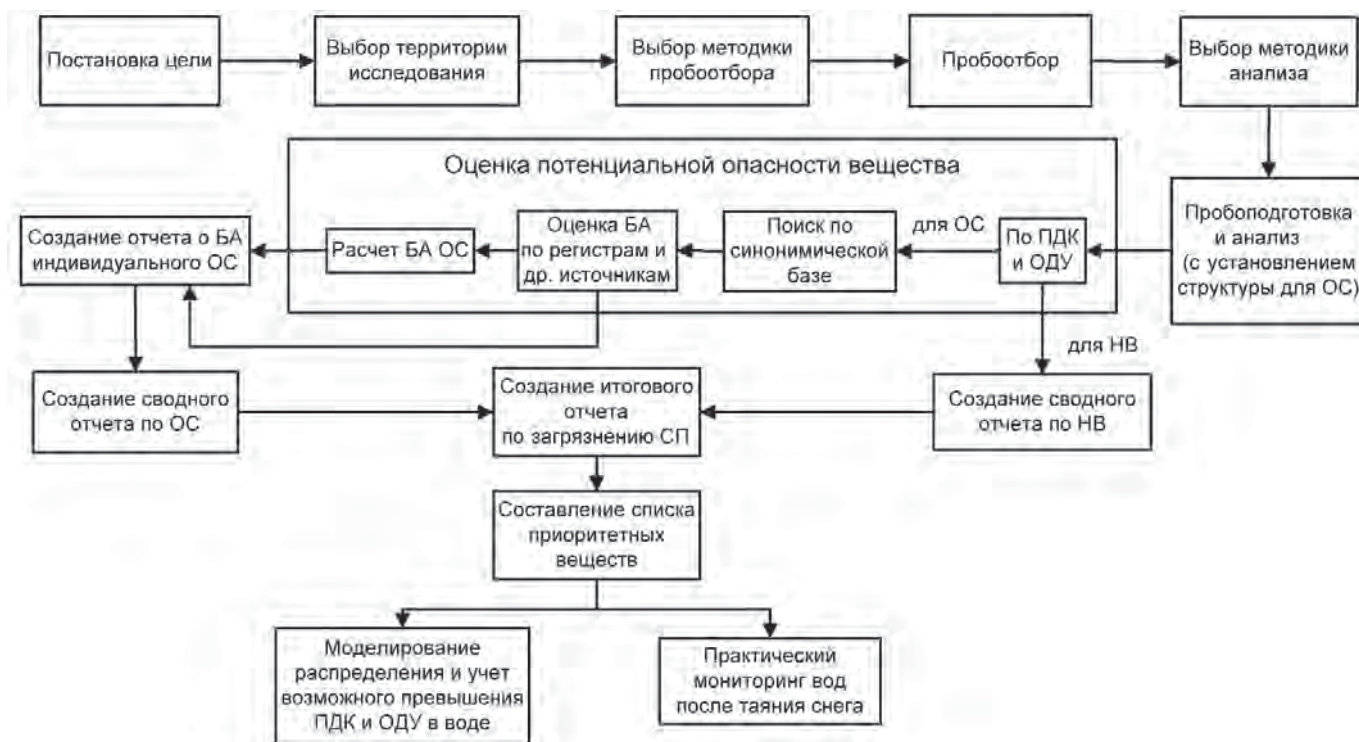 Постановка цели
Выбор территории
исследования
Выбор методики
пробоотбора
Пробоотбор
Выбор методики
анализа
Оценка потенциальной опасности вещества
Создание отчета о БА
индивидуального ОС
Расчет БА ОС
Оценка БА
по регистрам и
др. источникам
Поиск по
синонимической
базе
для ОС
По ПДК
и ОДУ
Пробоподготовка
и анализ
(с установлением
структуры для ОС)
для НВ
Создание сводного
отчета по ОС
Создание итогового
отчета
по загрязнению СП
Создание сводного
отчета по НВ
Составление списка
приоритетных
веществ
Моделирование
распределения и учет
возможного превышения
ПДК и ОДУ в воде
Практический
мониторинг вод
после таяния снега